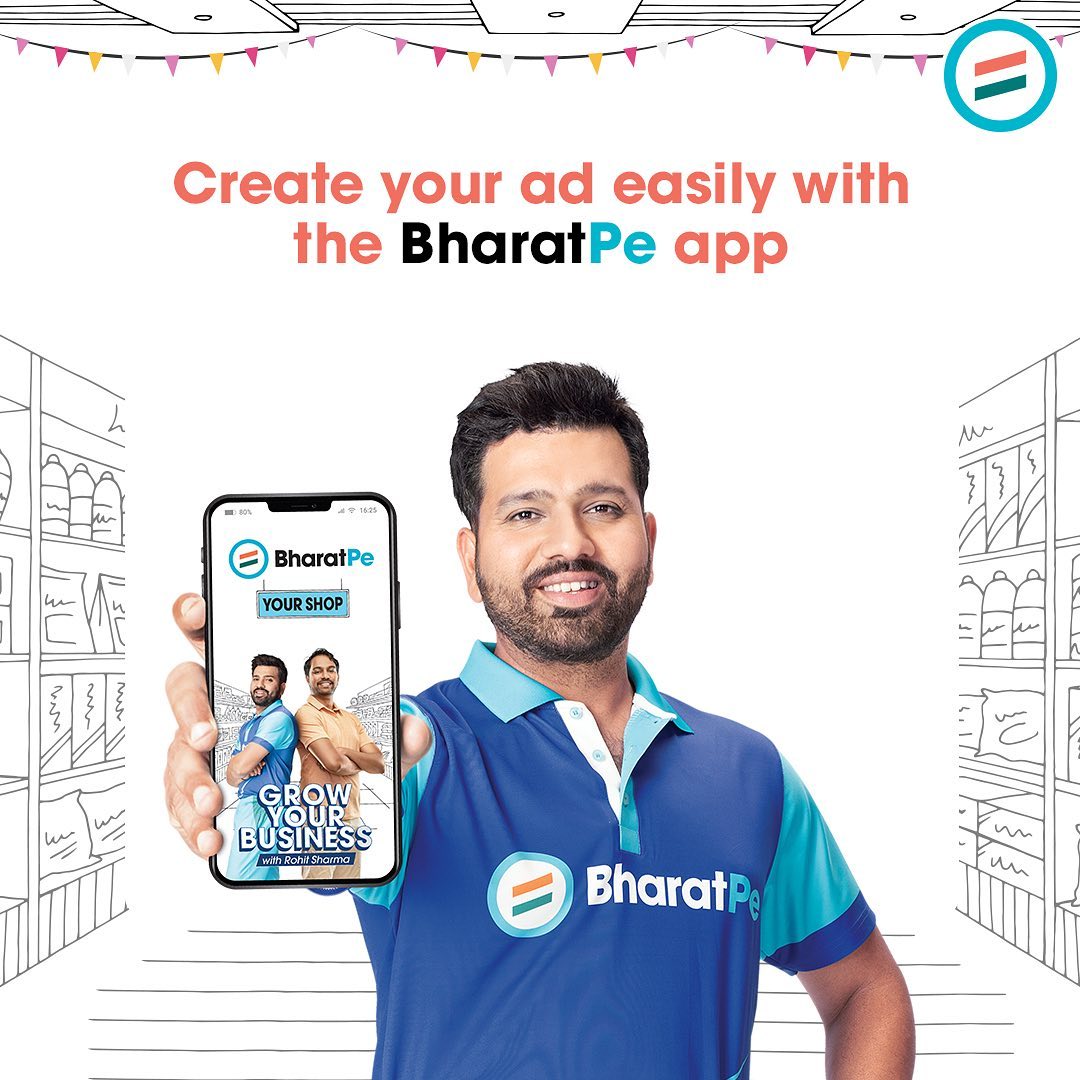 Create your ad easily with
the BharatPe app
80% 16:25
BharatPe
YOUR SHOP
GROW
YOUR
BUSINESS
with Rohit Sharma
BharatPe